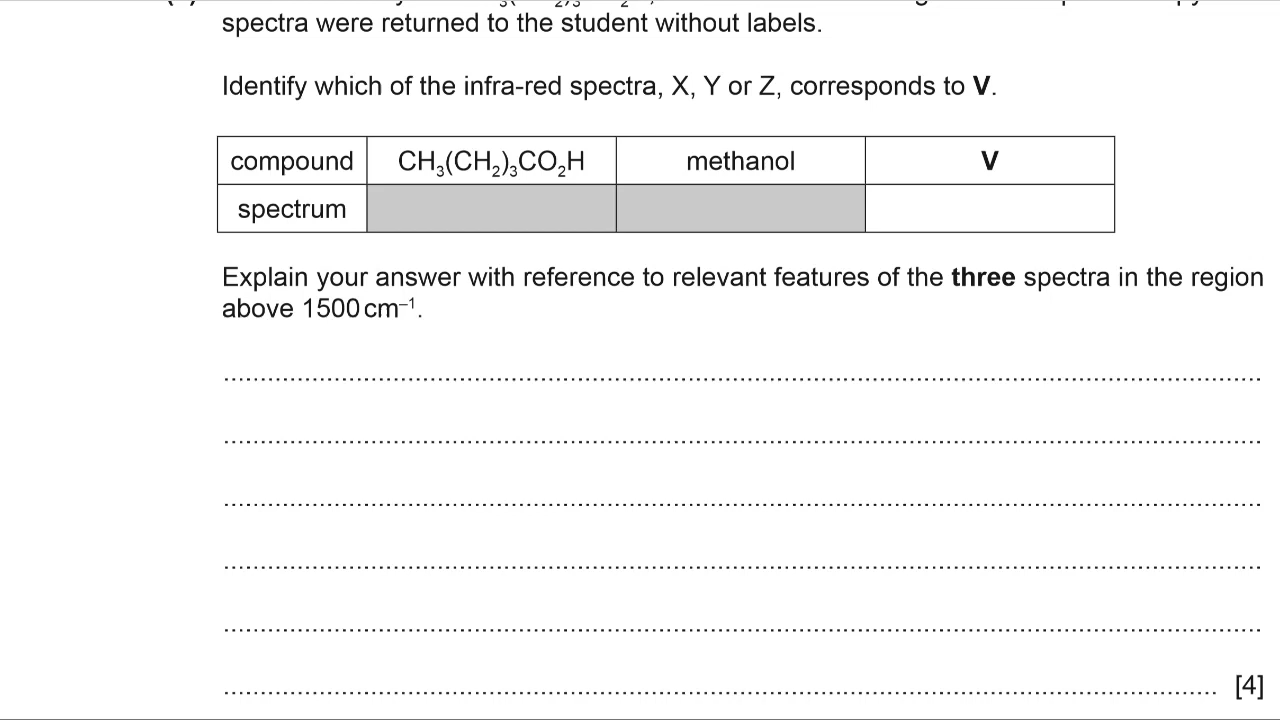 spectra were returned to the student without labels.
Identify which of the infra-red spectra, X, Y or Z, corresponds to V.
compound CH₃(CH₂)₃CO₂H methanol V
spectrum
Explain your answer with reference to relevant features of the three spectra in the region
above 1500 cm⁻¹.
[4]